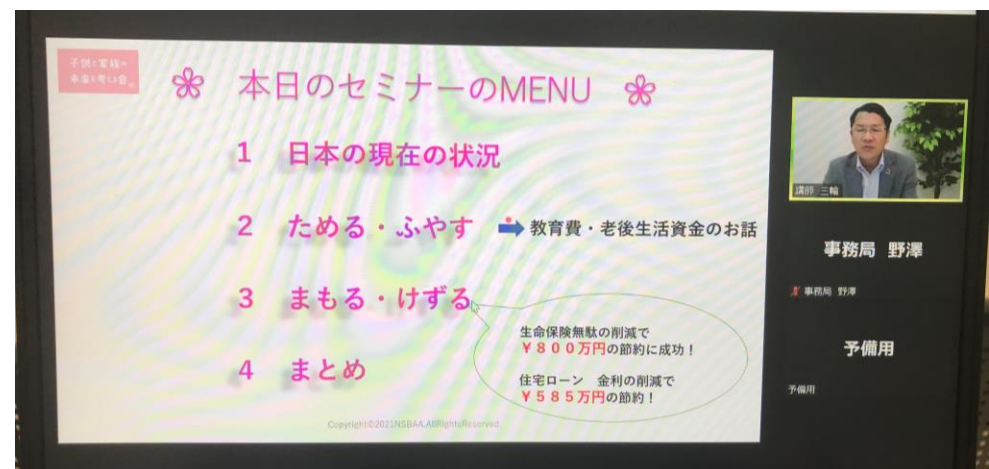 子供と家族の
未来を考える会。
本日のセミナーのMENU
1 日本の現在の状況
2 ためる・ふやす
教育費・老後生活資金のお話
3 まもる・けずる
生命保険無駄の削減で
￥８００万円の節約に成功！
住宅ローン 金利の削減で
￥５８５万円の節約！
4 まとめ
Copyright©2021NSBAA,AllRightsReserved.
講師 三輪
事務局 野澤
事務局 野澤
予備用
予備用